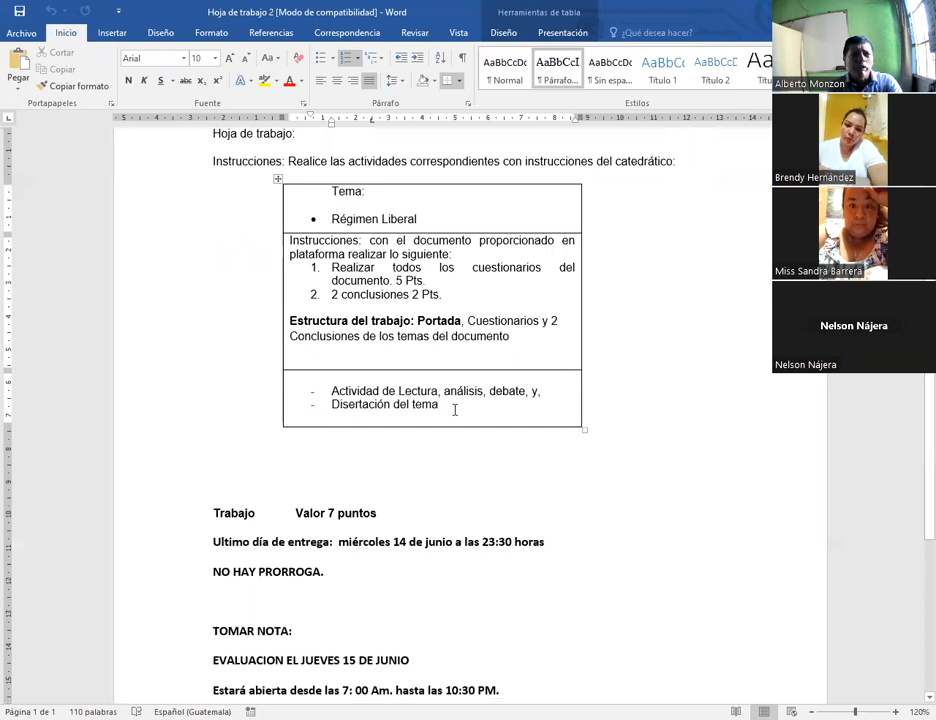 Hoja de trabajo 2 [Modo de compatibilidad] - Word
Herramientas de tabla
Archivo Inicio Insertar Diseño Formato Referencias Correspondencia Revisar Vista Diseño Presentación ¿Qué desea hacer?
Pegar
Cortar
Copiar
Copiar formato
Portapapeles
Arial 10
N K S abc x₂ x² A
Fuente
Párrafo
AaBbCcDc AaBbCcI AaBbCcDc AaBbC AaBbCcC
¶ Normal ¶ Párrafo... ¶ Sin espa... Título 1 Título 2
Estilos
Hoja de trabajo:
Instrucciones: Realice las actividades correspondientes con instrucciones del catedrático:
Tema:
• Régimen Liberal
Instrucciones: con el documento proporcionado en
plataforma realizar lo siguiente:
1. Realizar todos los cuestionarios del
documento. 5 Pts.
2. 2 conclusiones 2 Pts.
Estructura del trabajo: Portada, Cuestionarios y 2
Conclusiones de los temas del documento
- Actividad de Lectura, análisis, debate, y,
- Disertación del tema
Trabajo Valor 7 puntos
Ultimo día de entrega: miércoles 14 de junio a las 23:30 horas
NO HAY PRORROGA.
TOMAR NOTA:
EVALUACION EL JUEVES 15 DE JUNIO
Estará abierta desde las 7: 00 Am. hasta las 10:30 PM.
Página 1 de 1 110 palabras Español (Guatemala) 120%
Alberto Monzon
Brendy Hernández
Miss Sandra Barrera
Nelson Nájera
Nelson Nájera